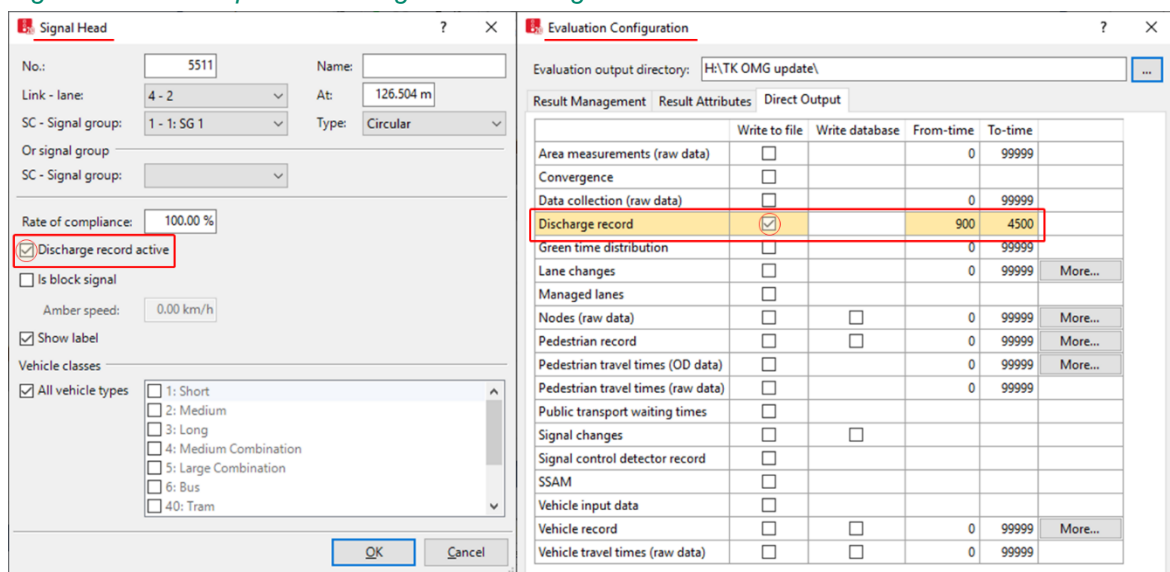 Signal Head ? ×
No.: 5511 Name:
Link - lane: 4 - 2 At: 126.504 m
SC - Signal group: 1 - 1: SG 1 Type: Circular
Or signal group
SC - Signal group:
Rate of compliance: 100.00 %
Discharge record active
Is block signal
Amber speed: 0.00 km/h
Show label
Vehicle classes
All vehicle types
1: Short
2: Medium
3: Long
4: Medium Combination
5: Large Combination
6: Bus
40: Tram
OK Cancel
Evaluation Configuration ? ×
Evaluation output directory: H:\TK OMG update\ ...
Result Management Result Attributes Direct Output
Write to file Write database From-time To-time
Area measurements (raw data) 0 99999
Convergence
Data collection (raw data) 0 99999
Discharge record 900 4500
Green time distribution 0 99999
Lane changes 0 99999 More...
Managed lanes
Nodes (raw data) 0 99999 More...
Pedestrian record 0 99999 More...
Pedestrian travel times (OD data) 0 99999 More...
Pedestrian travel times (raw data) 0 99999
Public transport waiting times
Signal changes
Signal control detector record
SSAM
Vehicle input data
Vehicle record 0 99999 More...
Vehicle travel times (raw data) 0 99999